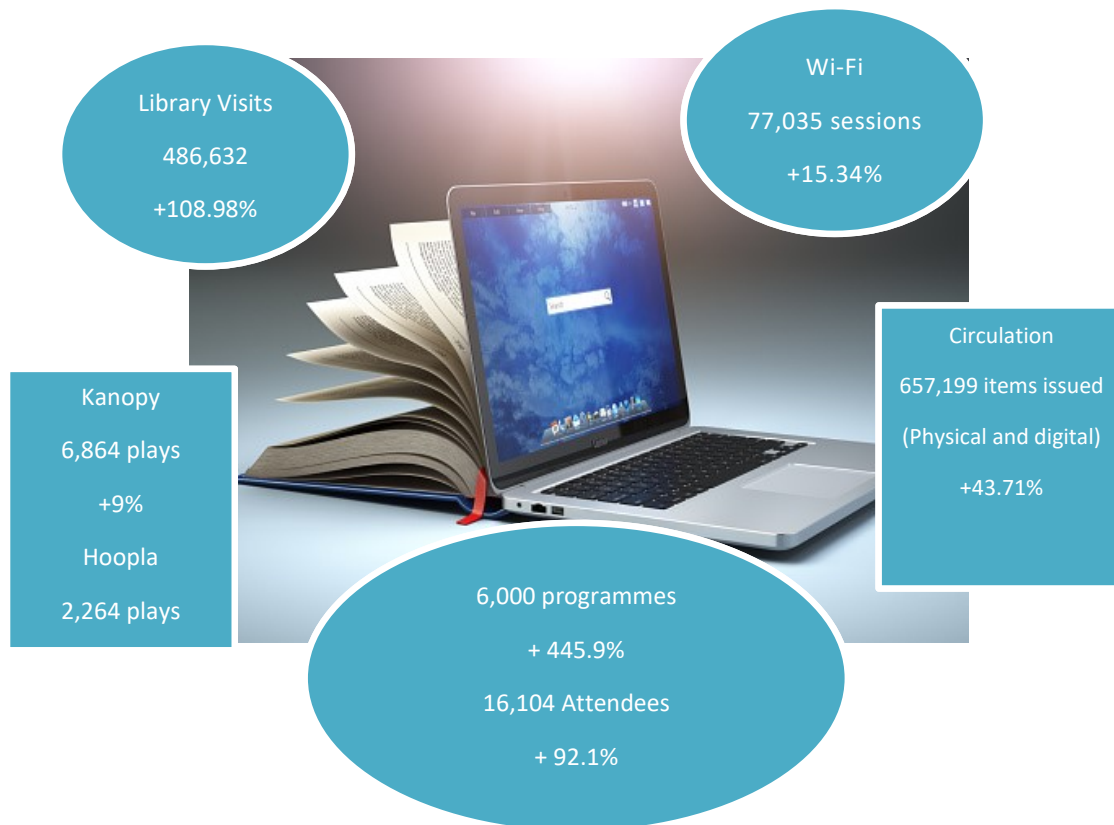 Library Visits
486,632
+108.98%
Wi-Fi
77,035 sessions
+15.34%
Search
Kanopy
6,864 plays
+9%
Hoopla
2,264 plays
Circulation
657,199 items issued
(Physical and digital)
+43.71%
6,000 programmes
+ 445.9%
16,104 Attendees
+ 92.1%